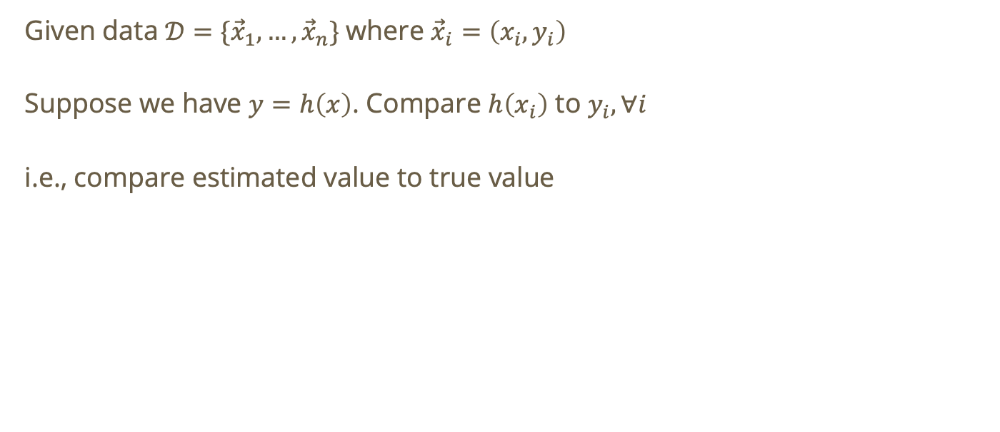 Given data 𝒟 = {x⃗₁, … , x⃗ₙ} where x⃗ᵢ = (xᵢ, yᵢ)
Suppose we have y = h(x). Compare h(xᵢ) to yᵢ, ∀i
i.e., compare estimated value to true value